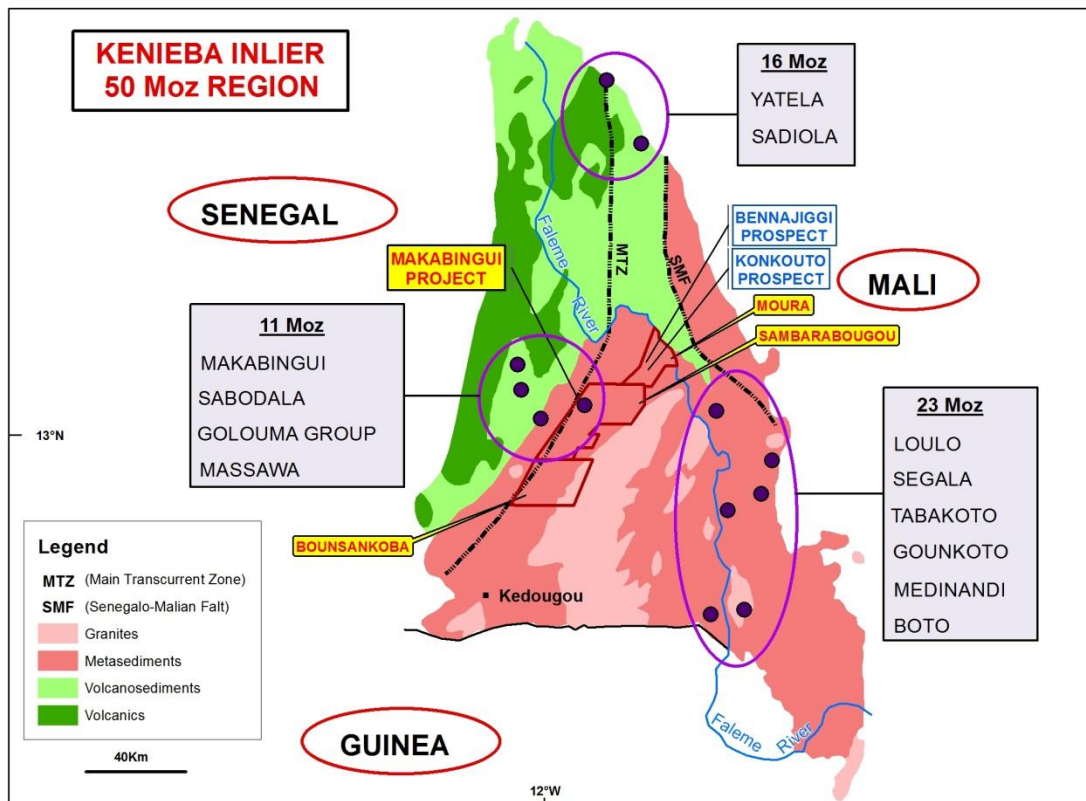 KENIEBA INLIER
50 Moz REGION
16 Moz
YATELA
SADIOLA
SENEGAL
Faleme
River
MTZ
SMF
BENNAJIGGI
PROSPECT
KONKOUTO
PROSPECT
MAKABINGUI
PROJECT
MALI
MOURA
SAMBARABOUGOU
11 Moz
MAKABINGUI
SABODALA
GOLOUMA GROUP
MASSAWA
23 Moz
LOULO
SEGALA
TABAKOTO
GOUNKOTO
MEDINANDI
BOTO
13°N
BOUNSANKOBA
Kedougou
Legend
MTZ (Main Transcurrent Zone)
SMF (Senegalo-Malian Falt)
Granites
Metasediments
Volcanosediments
Volcanics
40Km
GUINEA
Faleme
River
12°W